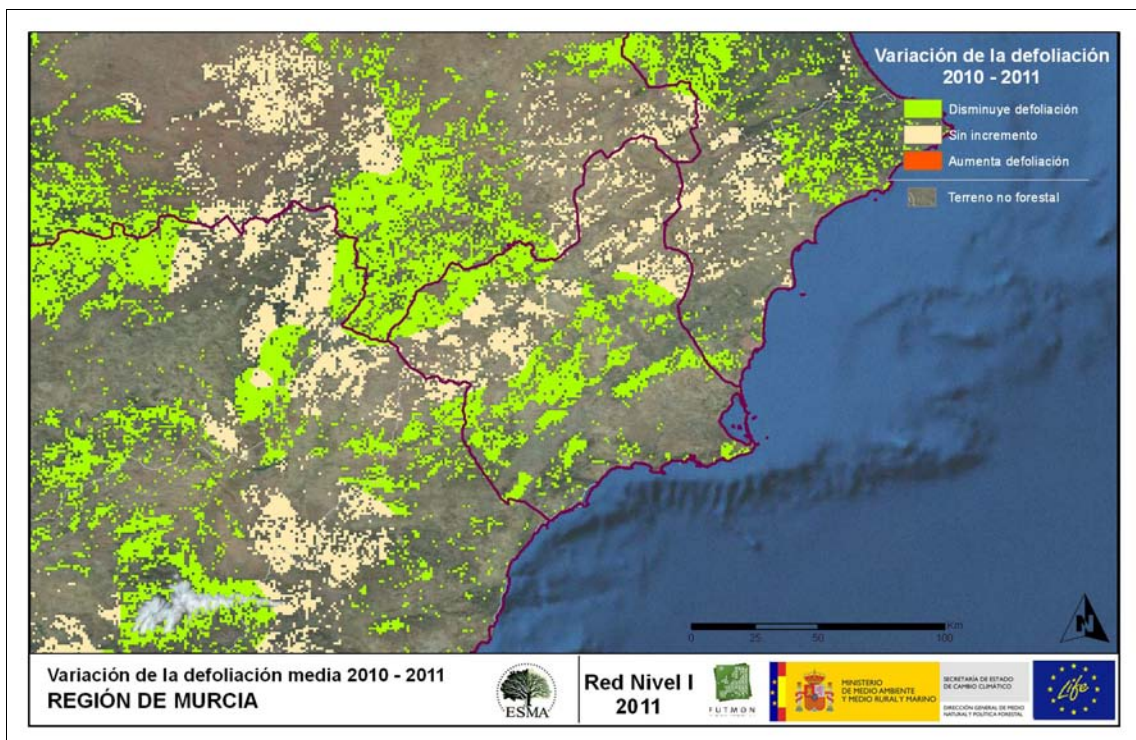 Variación de la defoliación
2010 - 2011
Disminuye defoliación
Sin incremento
Aumenta defoliación
Terreno no forestal
N
Km
0 25 50 100
Variación de la defoliación media 2010 - 2011
REGIÓN DE MURCIA
ESMA
Red Nivel I
2011
FUTMON
MINISTERIO
DE MEDIO AMBIENTE
Y MEDIO RURAL Y MARINO
SECRETARÍA DE ESTADO
DE CAMBIO CLIMÁTICO
DIRECCIÓN GENERAL DE MEDIO
NATURAL Y POLÍTICA FORESTAL
Life